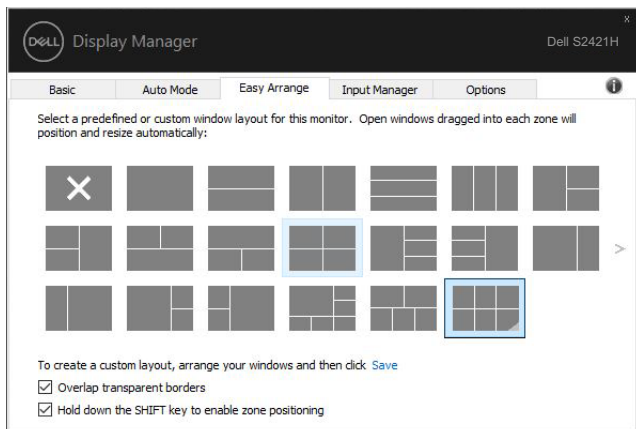 x
DELL Display Manager Dell S2421H
Basic Auto Mode Easy Arrange Input Manager Options i
Select a predefined or custom window layout for this monitor. Open windows dragged into each zone will
position and resize automatically:
>
To create a custom layout, arrange your windows and then click Save
Overlap transparent borders
Hold down the SHIFT key to enable zone positioning